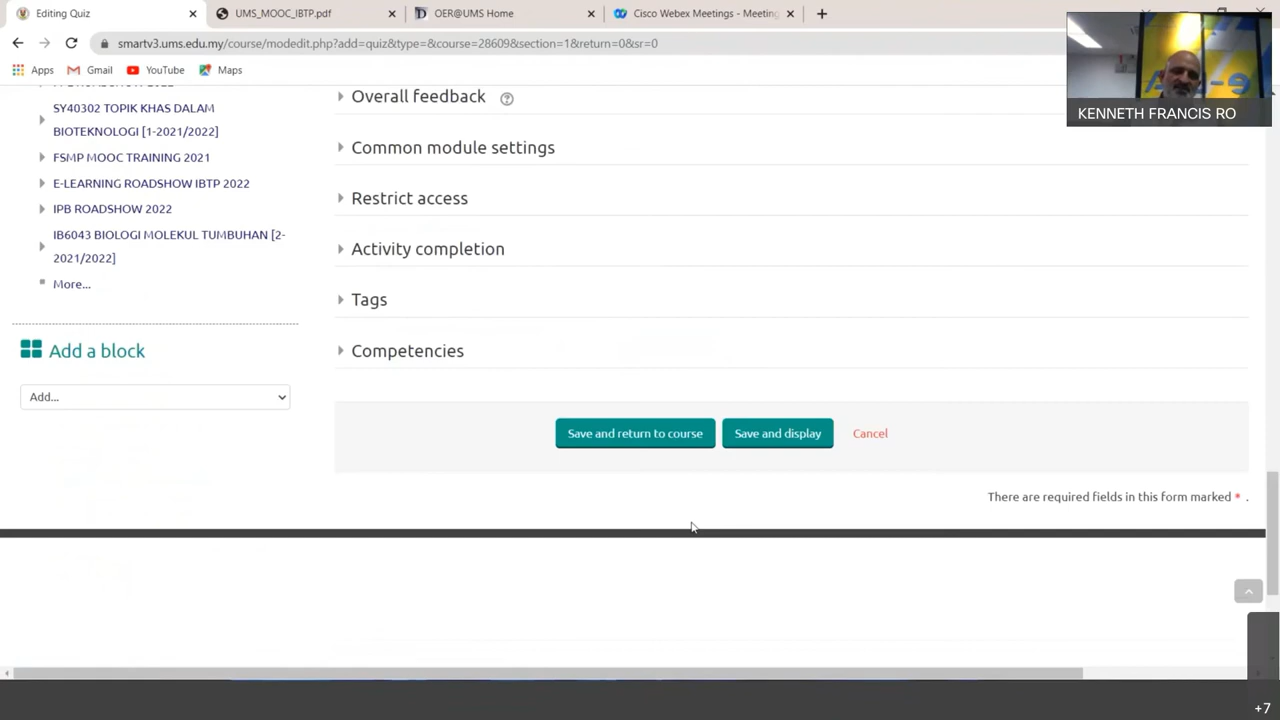 Editing Quiz
UMS_MOOC_IBTP.pdf
OER@UMS Home
Cisco Webex Meetings - Meetin
smartv3.ums.edu.my/course/modedit.php?add=quiz&type=&course=28609&section=1&return=0&sr=0
Apps
Gmail
YouTube
Maps
KENNETH FRANCIS RO
SY40302 TOPIK KHAS DALAM
BIOTEKNOLOGI [1-2021/2022]
FSMP MOOC TRAINING 2021
E-LEARNING ROADSHOW IBTP 2022
IPB ROADSHOW 2022
IB6043 BIOLOGI MOLEKUL TUMBUHAN [2-
2021/2022]
More...
Add a block
Add...
Overall feedback
Common module settings
Restrict access
Activity completion
Tags
Competencies
Save and return to course
Save and display
Cancel
There are required fields in this form marked * .
+7